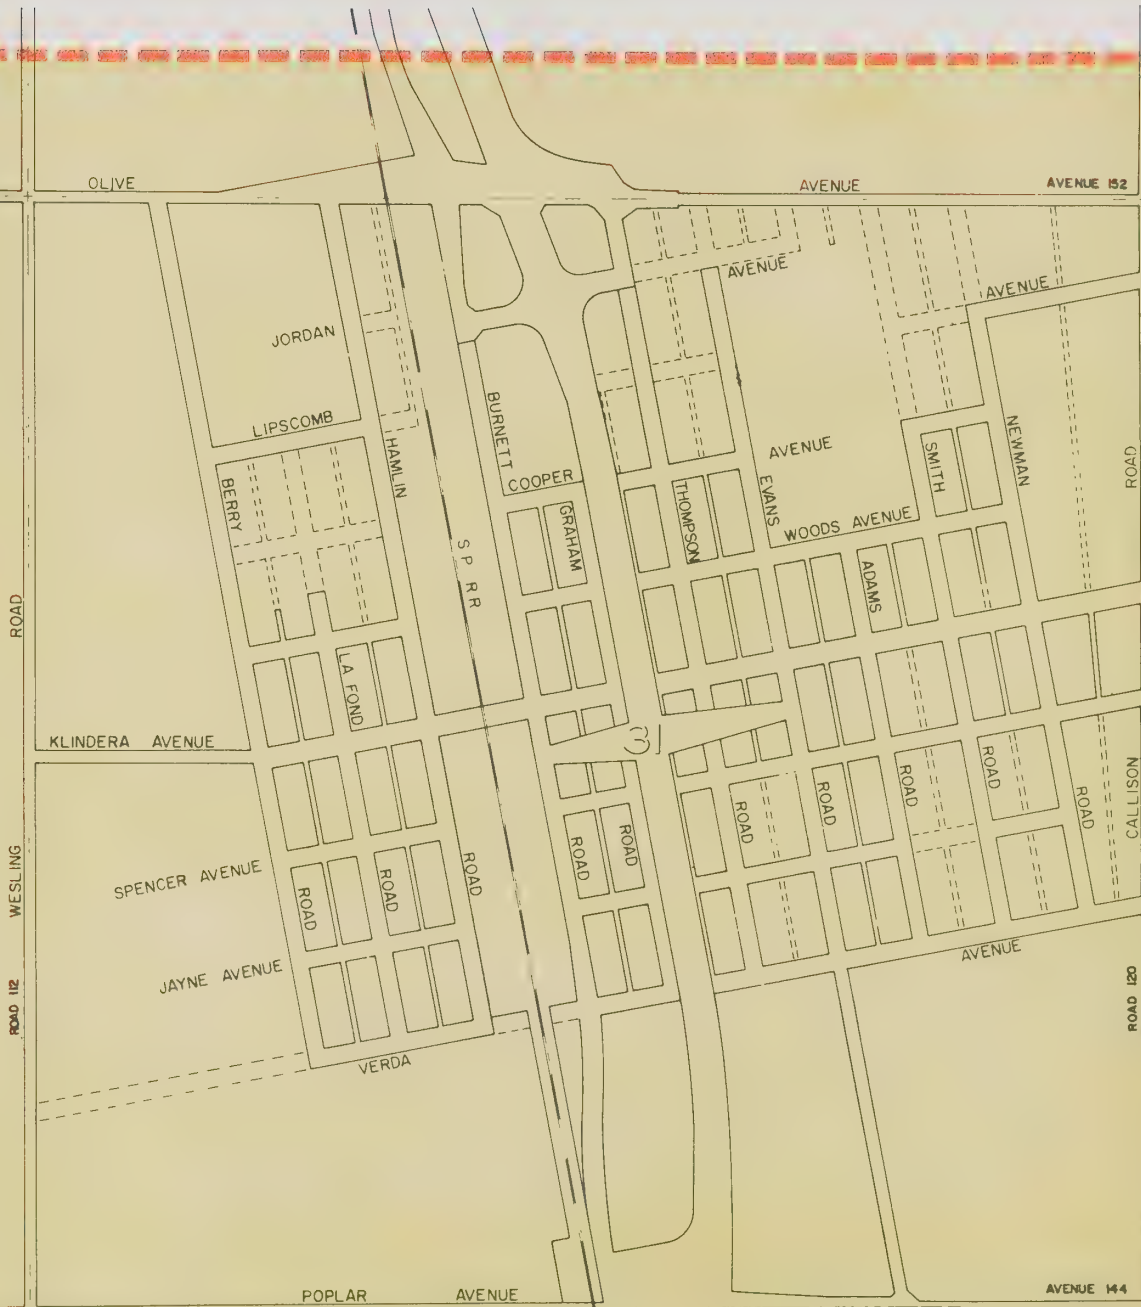 OLIVE AVENUE AVENUE 152
AVENUE
AVENUE
JORDAN
LIPSCOMB
HAMLIN
BURNETT
COOPER
BERRY
GRAHAM
THOMPSON
EVANS
AVENUE
WOODS AVENUE
SMITH
NEWMAN
ROAD
ADAMS
S P RR
ROAD
LA FOND
KLINDERA AVENUE
31
ROAD
ROAD
ROAD
ROAD
ROAD
CALLISON
SPENCER AVENUE
WESLING
ROAD
ROAD
ROAD
ROAD
ROAD
JAYNE AVENUE
AVENUE
ROAD 112
ROAD 120
VERDA
POPLAR AVENUE
AVENUE 144